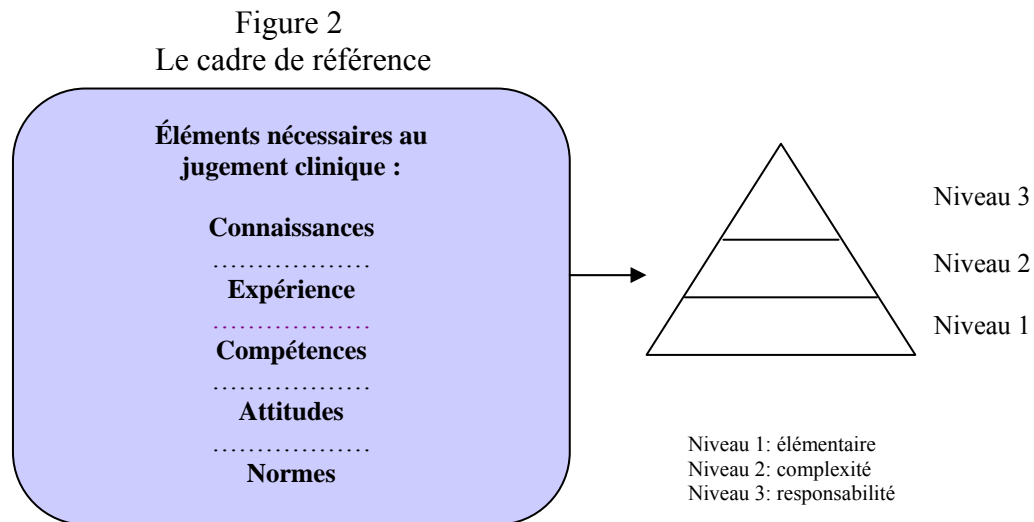 Figure 2
Le cadre de référence
Éléments nécessaires au
jugement clinique :
Connaissances
………………
Expérience
………………
Compétences
………………
Attitudes
………………
Normes
Niveau 3
Niveau 2
Niveau 1
Niveau 1: élémentaire
Niveau 2: complexité
Niveau 3: responsabilité